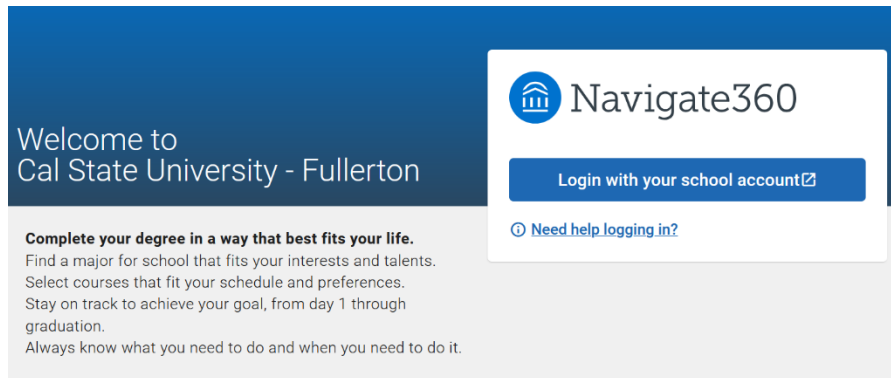 Welcome to
Cal State University - Fullerton
Navigate360
Login with your school account
Need help logging in?
Complete your degree in a way that best fits your life.
Find a major for school that fits your interests and talents.
Select courses that fit your schedule and preferences.
Stay on track to achieve your goal, from day 1 through
graduation.
Always know what you need to do and when you need to do it.